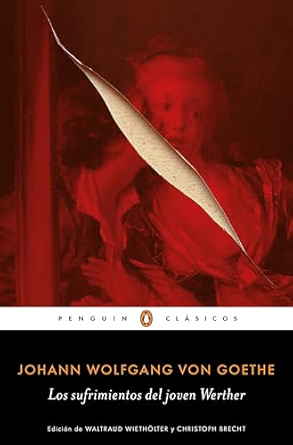 PENGUIN CLÁSICOS
JOHANN WOLFGANG VON GOETHE
Los sufrimientos del joven Werther
Edición de WALTRAUD WIETHÖLTER y CHRISTOPH BRECHT